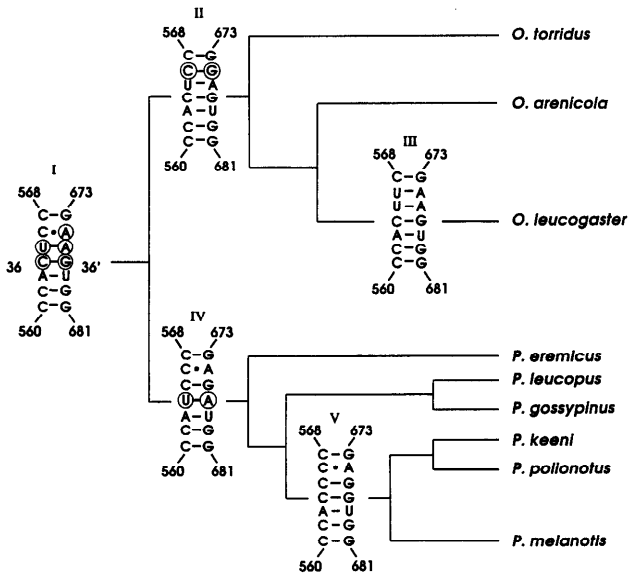 II
568 673
C – G
C – G
U – A
C – G
A – U
C – G
C – G
560 681
O. torridus
O. arenicola
III
568 673
C – G
U – A
U – A
C – G
A – U
C – G
C – G
560 681
O. leucogaster
I
568 673
C – G
C • A
U – A
36 C – G 36'
A – U
C – G
C – G
560 681
IV
568 673
C – G
C • A
C – G
U – A
A – U
C – G
C – G
560 681
P. eremicus
P. leucopus
P. gossypinus
V
568 673
C – G
C • A
C – G
C – G
A – U
C – G
C – G
560 681
P. keeni
P. polionotus
P. melanotis